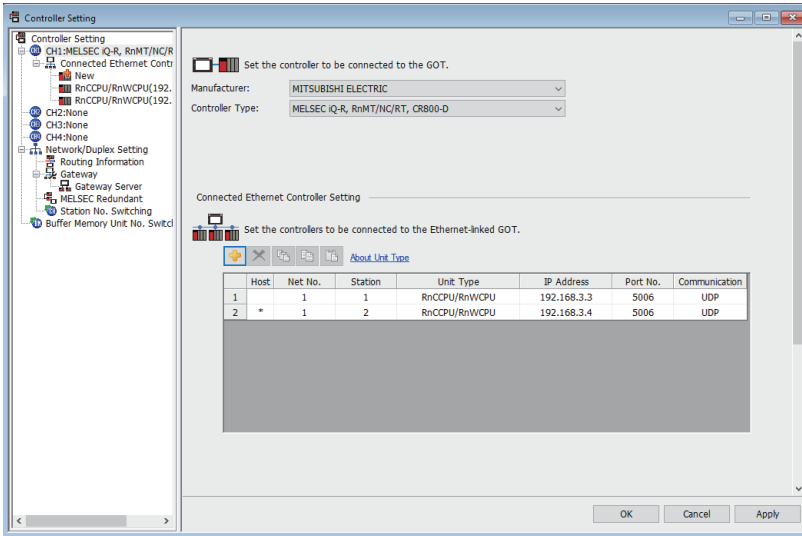 Controller Setting
Controller Setting
CH1:MELSEC iQ-R, RnMT/NC/R
Connected Ethernet Contr
New
RnCCPU/RnWCPU(192.
RnCCPU/RnWCPU(192.
CH2:None
CH3:None
CH4:None
Network/Duplex Setting
Routing Information
Gateway
Gateway Server
MELSEC Redundant
Station No. Switching
Buffer Memory Unit No. Switcl
Set the controller to be connected to the GOT.
Manufacturer: MITSUBISHI ELECTRIC
Controller Type: MELSEC iQ-R, RnMT/NC/RT, CR800-D
Connected Ethernet Controller Setting
Set the controllers to be connected to the Ethernet-linked GOT.
About Unit Type
Host Net No. Station Unit Type IP Address Port No. Communication
1 1 1 RnCCPU/RnWCPU 192.168.3.3 5006 UDP
2 * 1 2 RnCCPU/RnWCPU 192.168.3.4 5006 UDP
OK Cancel Apply